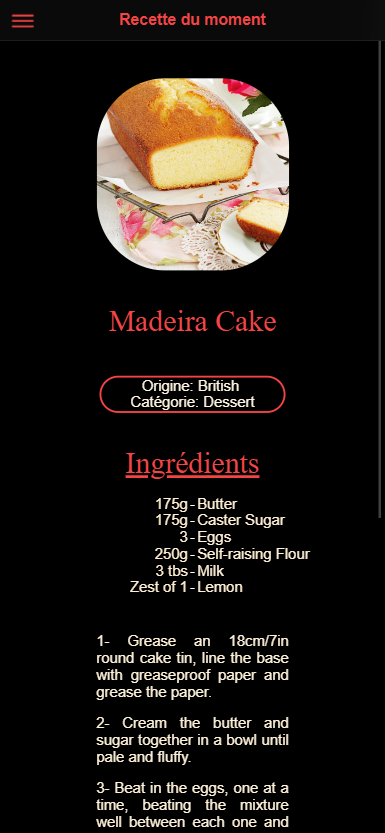 Recette du moment
Madeira Cake
Origine: British
Catégorie: Dessert
Ingrédients
175g - Butter
175g - Caster Sugar
3 - Eggs
250g - Self-raising Flour
3 tbs - Milk
Zest of 1 - Lemon
1- Grease an 18cm/7in
round cake tin, line the base
with greaseproof paper and
grease the paper.
2- Cream the butter and
sugar together in a bowl until
pale and fluffy.
3- Beat in the eggs, one at a
time, beating the mixture
well between each one and